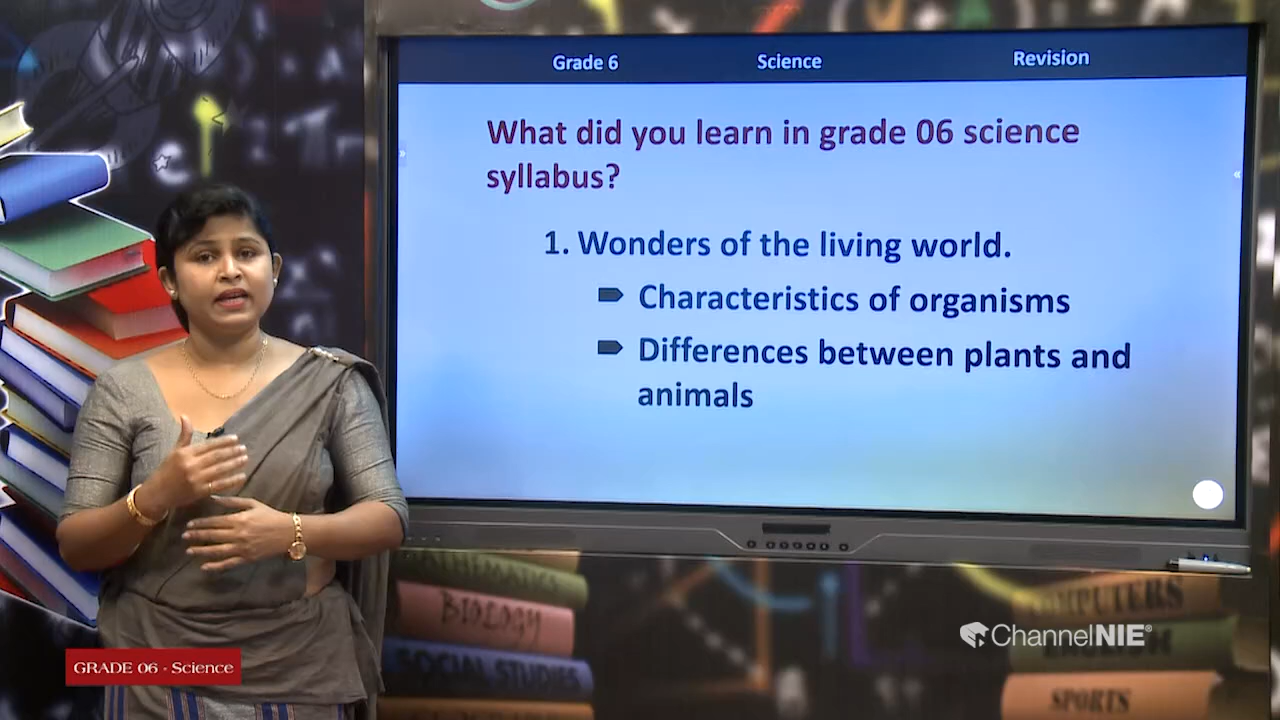 Grade 6 Science Revision
What did you learn in grade 06 science
syllabus?
1. Wonders of the living world.
Characteristics of organisms
Differences between plants and
animals
MATHEMATICS
BIOLOGY
SOCIAL STUDIES
COMPUTERS
SPORTS
ChannelNIE®
GRADE 06 - Science